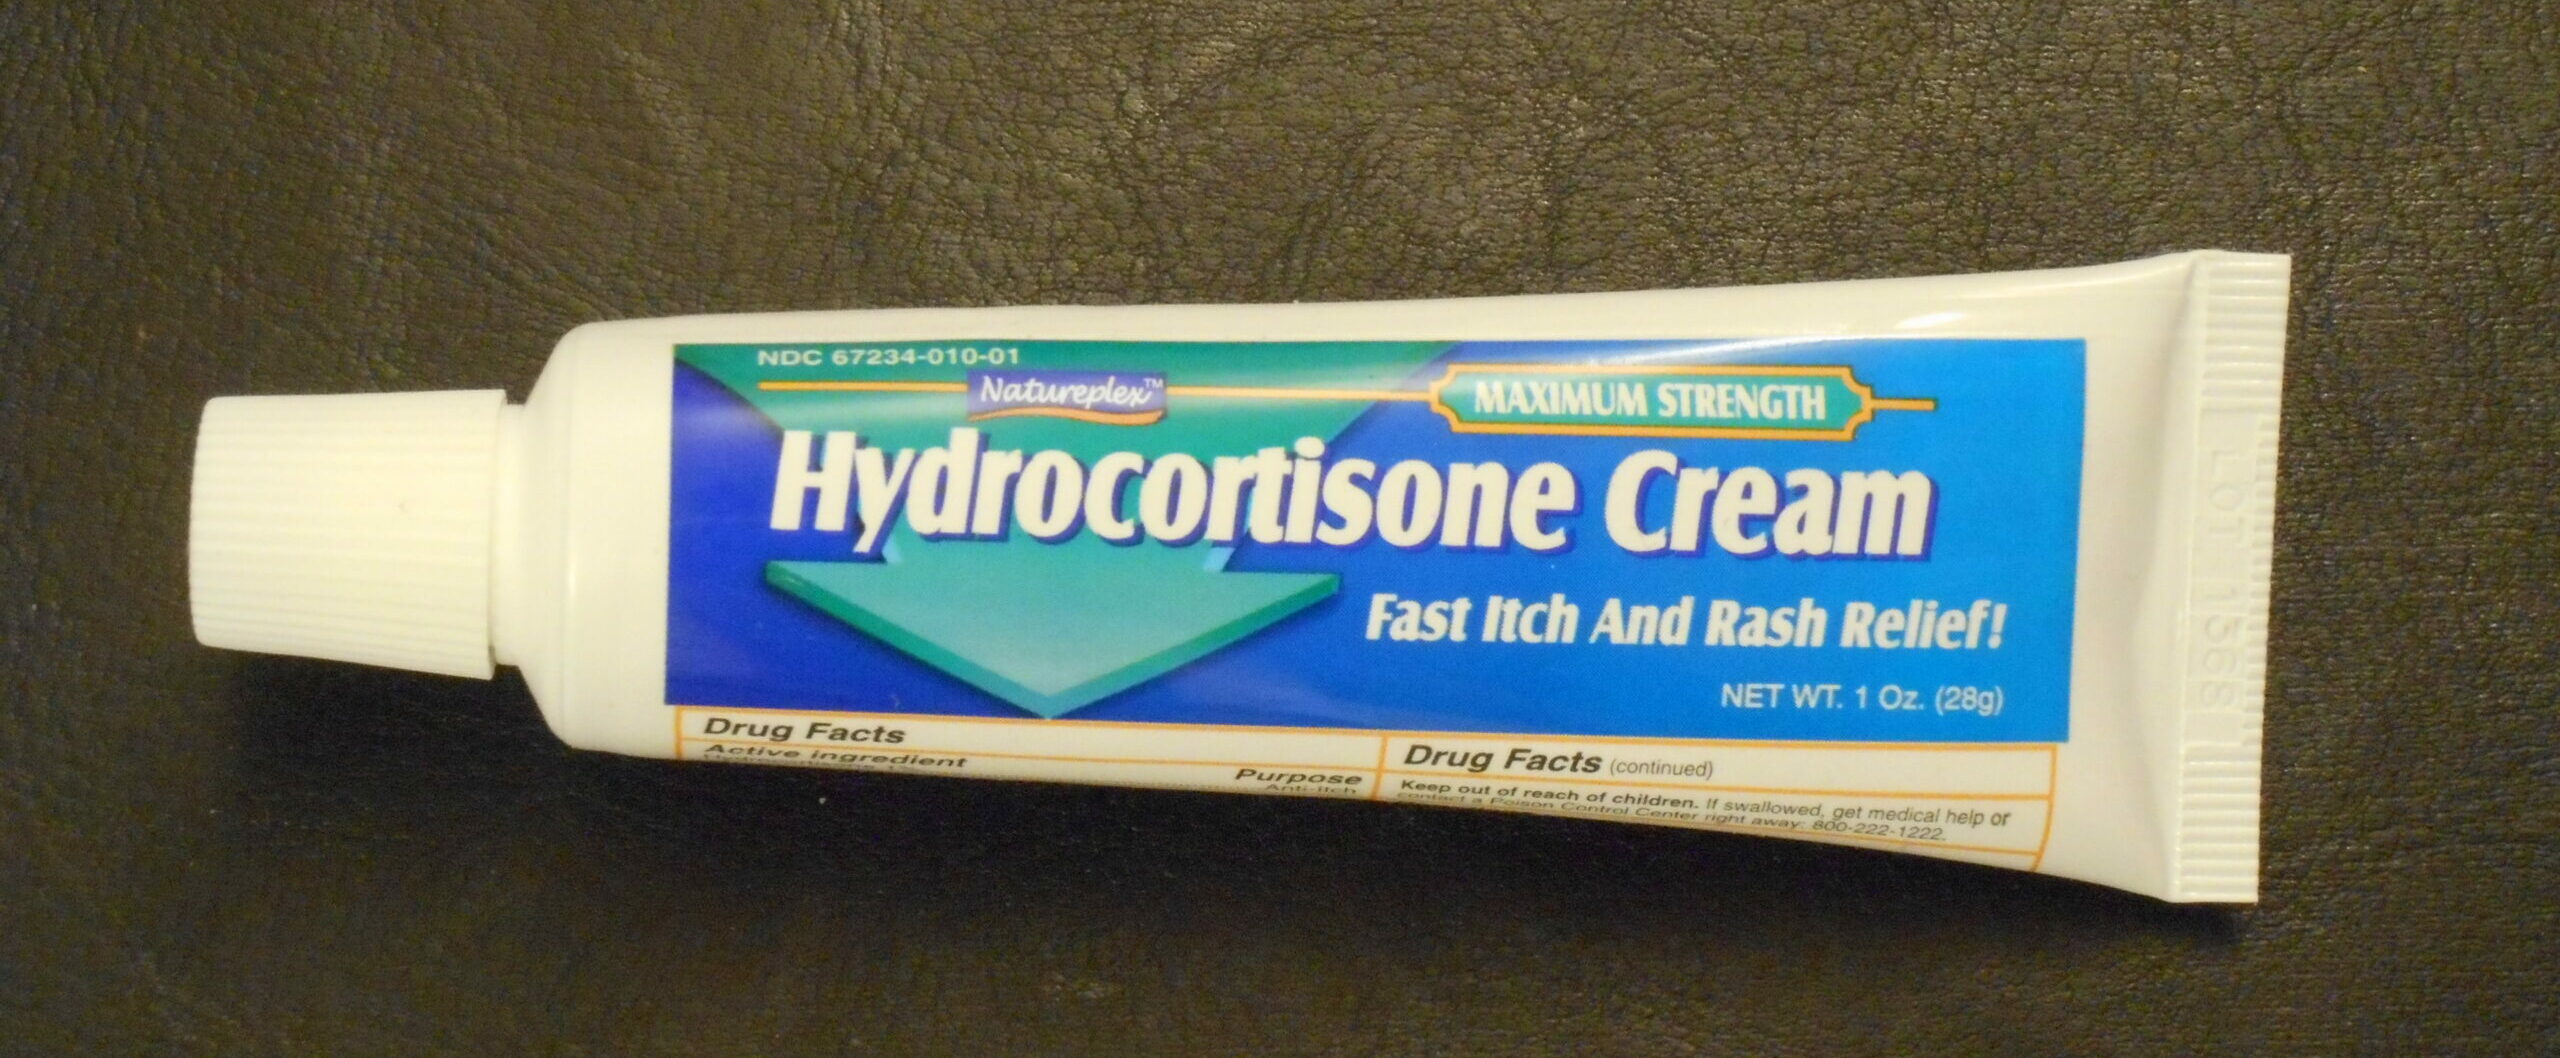 NDC 67234-010-01
Natureplex™
MAXIMUM STRENGTH
Hydrocortisone Cream
Fast Itch And Rash Relief!
NET WT. 1 Oz. (28g)
Drug Facts
Active ingredient
Purpose
Anti-itch
Drug Facts (continued)
Keep out of reach of children. If swallowed, get medical help or
contact a Poison Control Center right away: 800-222-1222.
LOT 1568